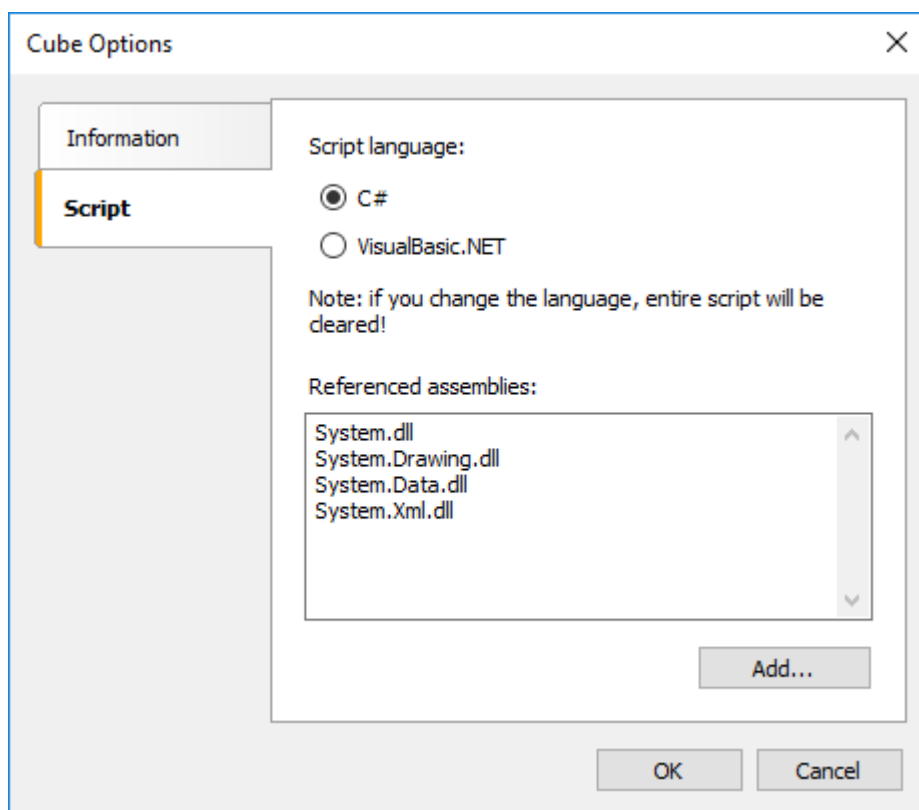 Cube Options
Information
Script
Script language:
C#
VisualBasic.NET
Note: if you change the language, entire script will be
cleared!
Referenced assemblies:
System.dll
System.Drawing.dll
System.Data.dll
System.Xml.dll
Add...
OK
Cancel